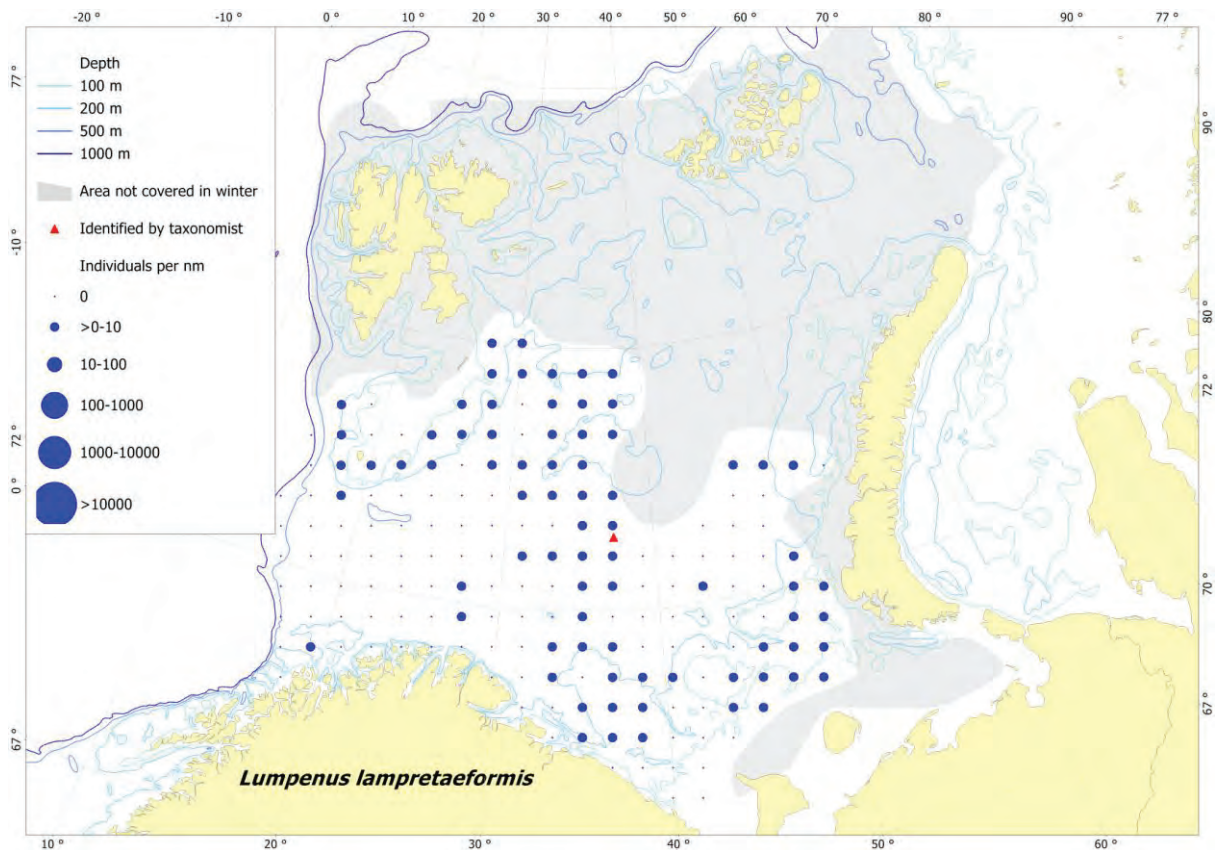 -20 ° -10 ° 0 ° 10 ° 20 ° 30 ° 40 ° 50 ° 60 ° 70 ° 80 ° 90 ° 77 °
77 °
-10 °
72 °
0 °
67 °
Depth
100 m
200 m
500 m
1000 m
Area not covered in winter
Identified by taxonomist
Individuals per nm
0
>0-10
10-100
100-1000
1000-10000
>10000
90 °
80 °
72 °
70 °
67 °
Lumpenus lampretaeformis
10 ° 20 ° 30 ° 40 ° 50 ° 60 °